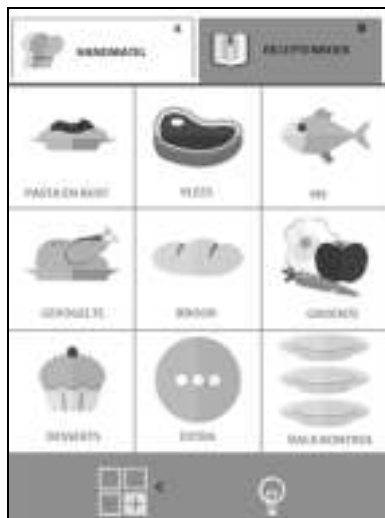 A
HANDMATIG
B
RECEPTENBOEK
PASTA EN RIJST
VLEES
VIS
GEVOGELTE
BROOD
GROENTE
DESSERTS
EXTRA
C